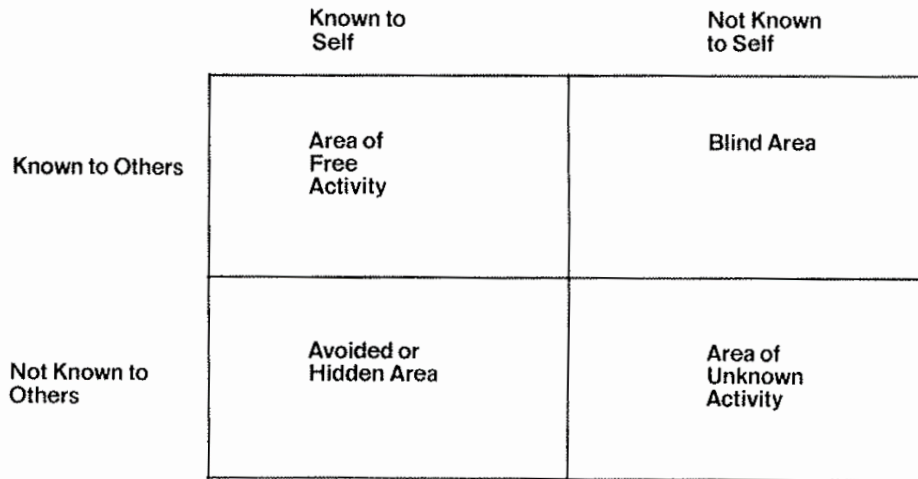 Known to
Self
Not Known
to Self
Known to Others
Area of
Free
Activity
Blind Area
Not Known to
Others
Avoided or
Hidden Area
Area of
Unknown
Activity